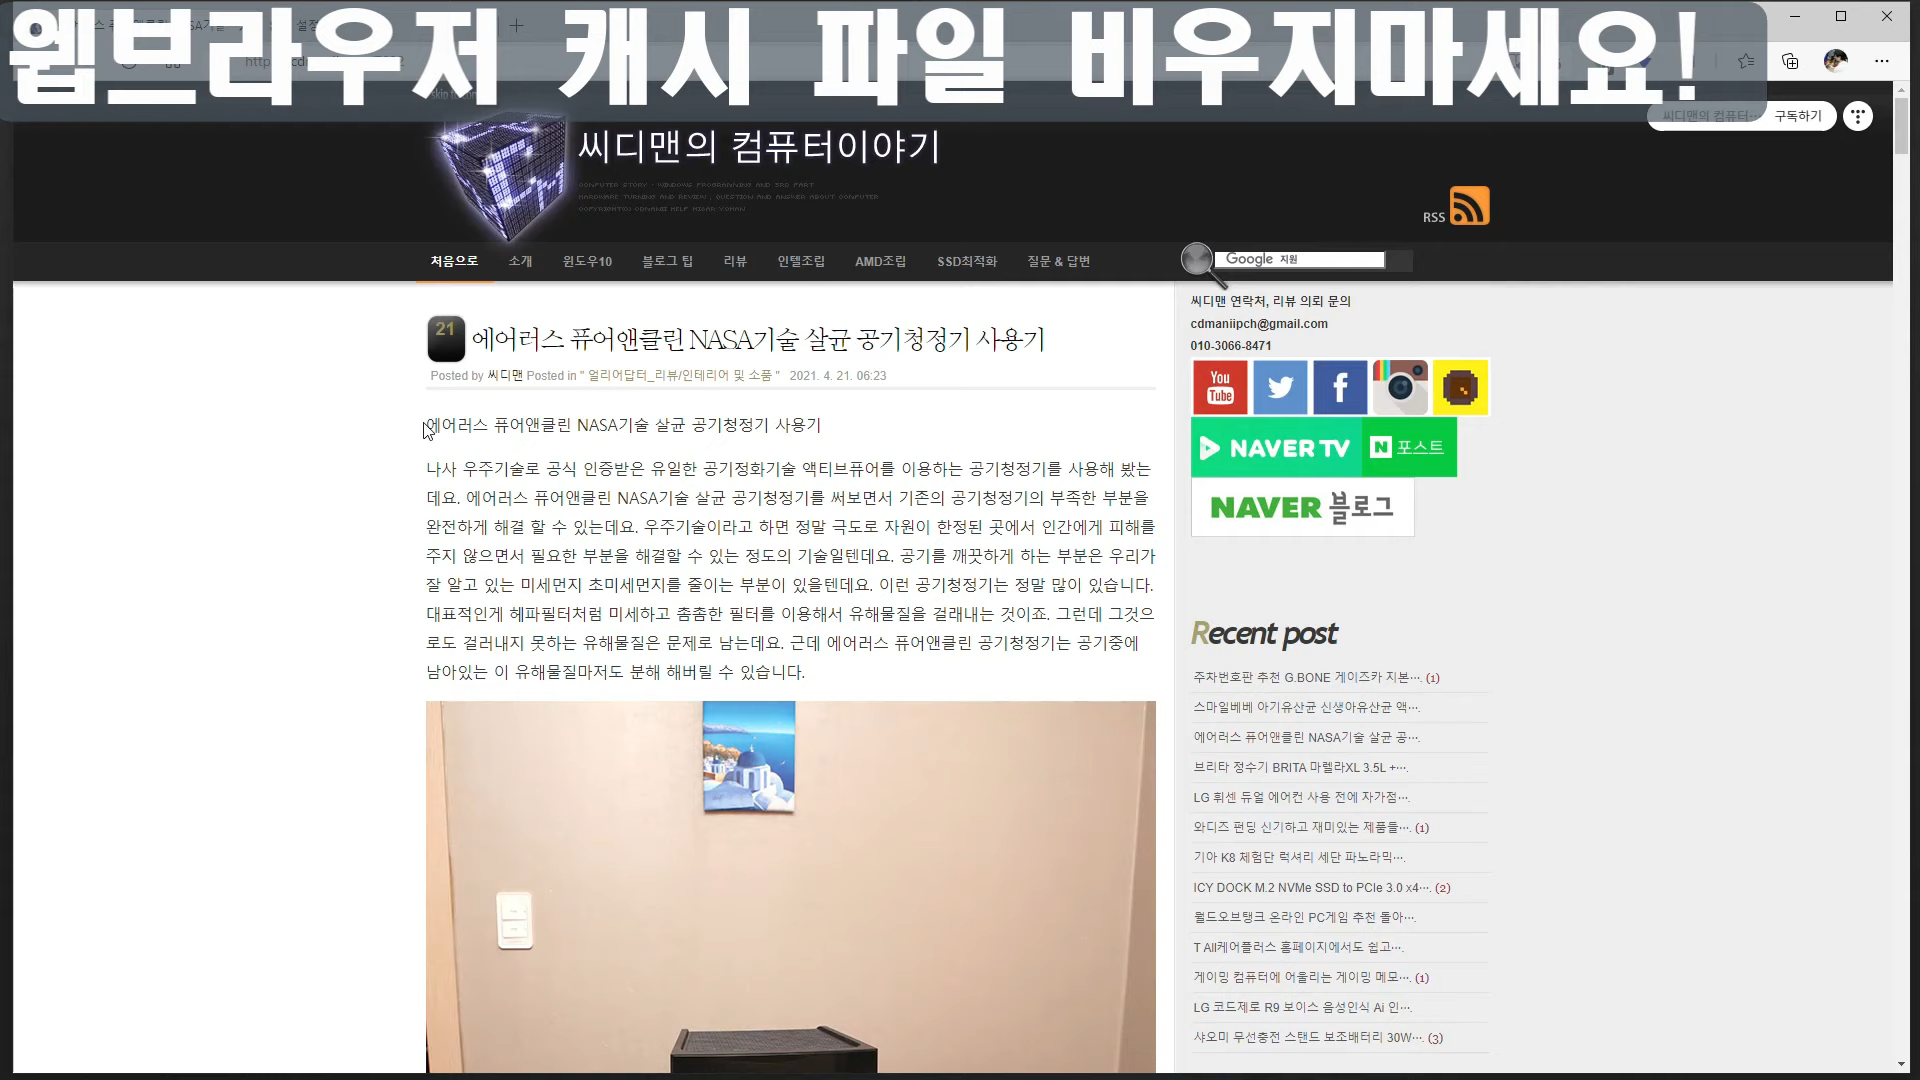 웹브라우저 캐시 파일 비우지마세요!
skip to con
씨디맨의 컴퓨터··· 구독하기
씨디맨의 컴퓨터이야기
COMPUTER STORY - WINDOWS PROGRAMMING AND 3RD PART
HARDWARE TURNING AND REVIEW , QUESTION AND ANSWER ABOUT COMPUTER
RSS
처음으로 소개 윈도우10 블로그 팁 리뷰 인텔조립 AMD조립 SSD최적화 질문 & 답변
Google 지원
21
에어러스 퓨어앤클린 NASA기술 살균 공기청정기 사용기
Posted by 씨디맨 Posted in " 얼리어답터_리뷰/인테리어 및 소품 " 2021. 4. 21. 06:23
에어러스 퓨어앤클린 NASA기술 살균 공기청정기 사용기
나사 우주기술로 공식 인증받은 유일한 공기정화기술 액티브퓨어를 이용하는 공기청정기를 사용해 봤는
데요. 에어러스 퓨어앤클린 NASA기술 살균 공기청정기를 써보면서 기존의 공기청정기의 부족한 부분을
완전하게 해결 할 수 있는데요. 우주기술이라고 하면 정말 극도로 자원이 한정된 곳에서 인간에게 피해를
주지 않으면서 필요한 부분을 해결할 수 있는 정도의 기술일텐데요. 공기를 깨끗하게 하는 부분은 우리가
잘 알고 있는 미세먼지 초미세먼지를 줄이는 부분이 있을텐데요. 이런 공기청정기는 정말 많이 있습니다.
대표적인게 헤파필터처럼 미세하고 촘촘한 필터를 이용해서 유해물질을 걸래내는 것이죠. 그런데 그것으
로도 걸러내지 못하는 유해물질은 문제로 남는데요. 근데 에어러스 퓨어앤클린 공기청정기는 공기중에
남아있는 이 유해물질마저도 분해 해버릴 수 있습니다.
씨디맨 연락처, 리뷰 의뢰 문의
cdmaniipch@gmail.com
010-3066-8471
You Tube
NAVER TV N 포스트
NAVER 블로그
Recent post
주차번호판 추천 G.BONE 게이즈카 지본···. (1)
스마일베베 아기유산균 신생아유산균 액···.
에어러스 퓨어앤클린 NASA기술 살균 공···.
브리타 정수기 BRITA 마렐라XL 3.5L +···.
LG 휘센 듀얼 에어컨 사용 전에 자가점···.
와디즈 펀딩 신기하고 재미있는 제품들···. (1)
기아 K8 체험단 럭셔리 세단 파노라믹···.
ICY DOCK M.2 NVMe SSD to PCIe 3.0 x4···. (2)
월드오브탱크 온라인 PC게임 추천 돌아···.
T All케어플러스 홈페이지에서도 쉽고···.
게이밍 컴퓨터에 어울리는 게이밍 메모···. (1)
LG 코드제로 R9 보이스 음성인식 Ai 인···.
샤오미 무선충전 스탠드 보조배터리 30W···. (3)